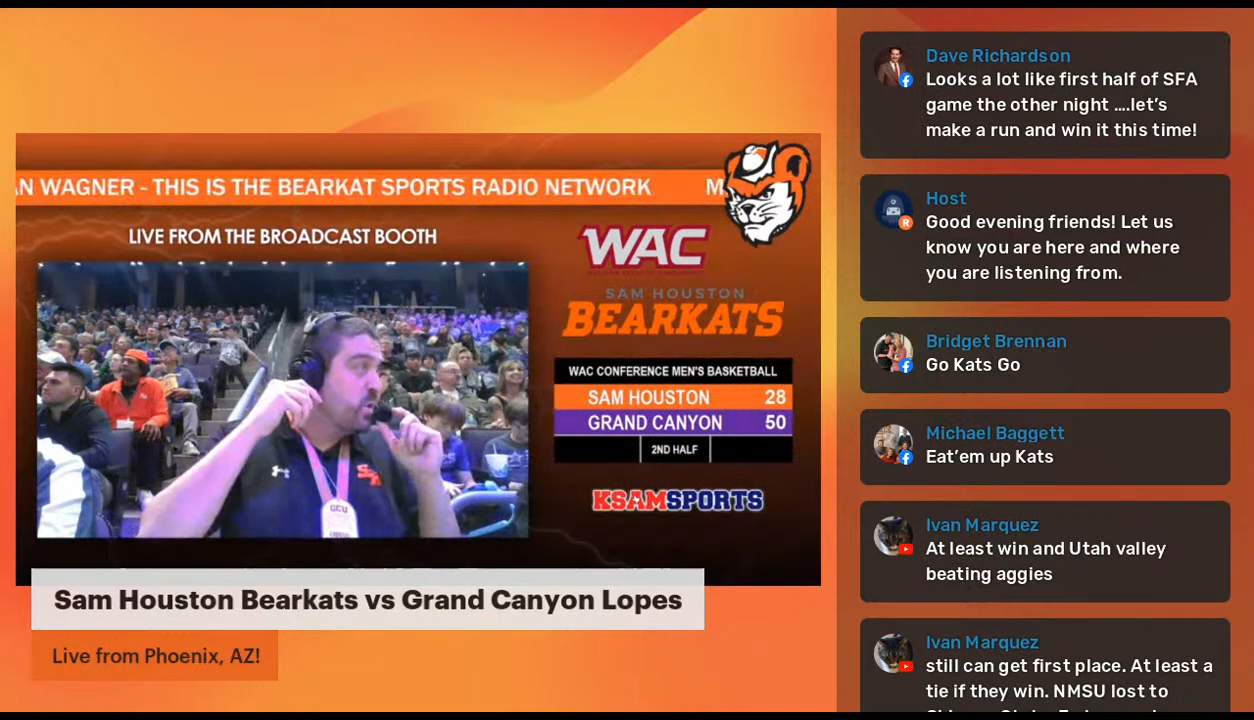 N WAGNER - THIS IS THE BEARKAT SPORTS RADIO NETWORK M
LIVE FROM THE BROADCAST BOOTH
WAC
SAM HOUSTON
BEARKATS
WAC CONFERENCE MEN'S BASKETBALL
SAM HOUSTON 28
GRAND CANYON 50
2ND HALF
KSAMSPORTS
GCU
Sam Houston Bearkats vs Grand Canyon Lopes
Live from Phoenix, AZ!
Dave Richardson
Looks a lot like first half of SFA
game the other night ....let's
make a run and win it this time!
Host
Good evening friends! Let us
know you are here and where
you are listening from.
Bridget Brennan
Go Kats Go
Michael Baggett
Eat'em up Kats
Ivan Marquez
At least win and Utah valley
beating aggies
Ivan Marquez
still can get first place. At least a
tie if they win. NMSU lost to